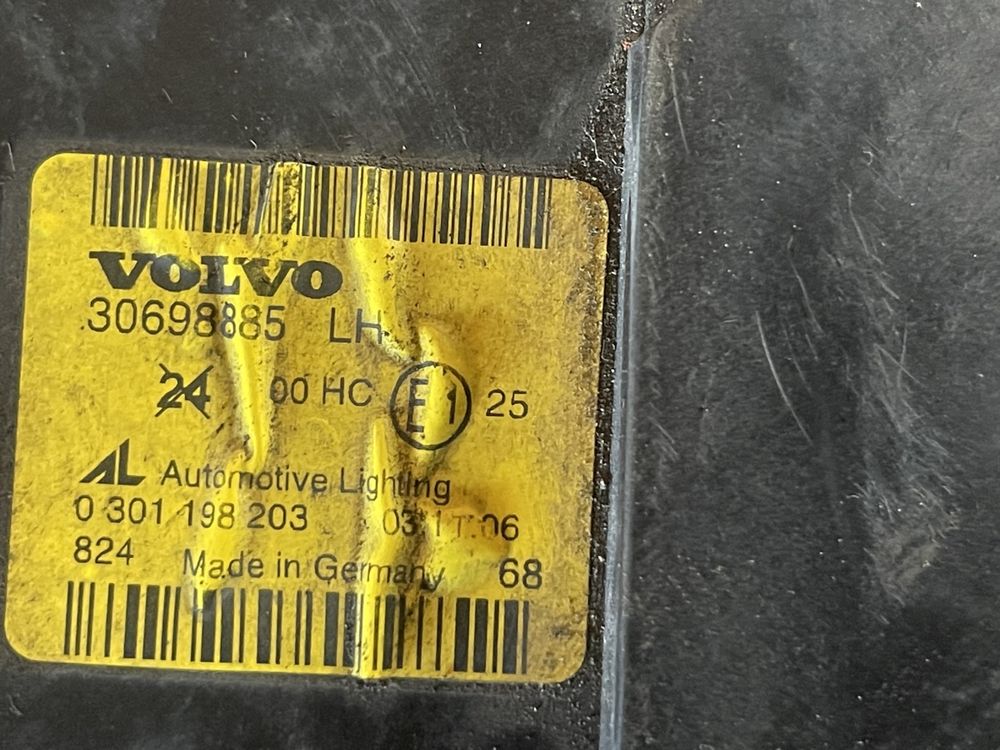 VOLVO
30698885 LH
24 00 HC E1 25
AL Automotive Lighting
0 301 198 203
824 Made in Germany 68